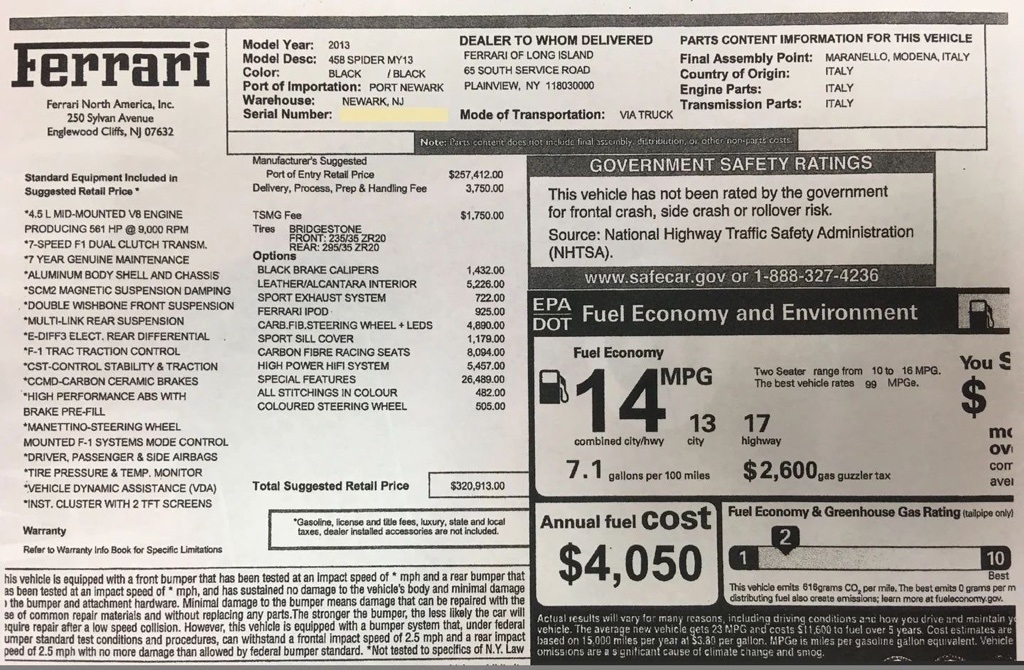 Ferrari
Ferrari North America, Inc.
250 Sylvan Avenue
Englewood Cliffs, NJ 07632
Model Year: 2013
Model Desc: 458 SPIDER MY13
Color: BLACK / BLACK
Port of Importation: PORT NEWARK
Warehouse: NEWARK, NJ
Serial Number:
DEALER TO WHOM DELIVERED
FERRARI OF LONG ISLAND
65 SOUTH SERVICE ROAD
PLAINVIEW, NY 118030000
Mode of Transportation: VIA TRUCK
PARTS CONTENT IMFORMATION FOR THIS VEHICLE
Final Assembly Point: MARANELLO, MODENA, ITALY
Country of Origin: ITALY
Engine Parts: ITALY
Transmission Parts: ITALY
Note: Parts content does not include final assembly, distribution, or other non-parts costs.
Standard Equipment Included in
Suggested Retail Price *
*4.5 L MID-MOUNTED V8 ENGINE
PRODUCING 561 HP @ 9,000 RPM
*7-SPEED F1 DUAL CLUTCH TRANSM.
*7 YEAR GENUINE MAINTENANCE
*ALUMINUM BODY SHELL AND CHASSIS
*SCM2 MAGNETIC SUSPENSION DAMPING
*DOUBLE WISHBONE FRONT SUSPENSION
*MULTI-LINK REAR SUSPENSION
*E-DIFF3 ELECT. REAR DIFFERENTIAL
*F-1 TRAC TRACTION CONTROL
*CST-CONTROL STABILITY & TRACTION
*CCMD-CARBON CERAMIC BRAKES
*HIGH PERFORMANCE ABS WITH
BRAKE PRE-FILL
*MANETTINO-STEERING WHEEL
MOUNTED F-1 SYSTEMS MODE CONTROL
*DRIVER, PASSENGER & SIDE AIRBAGS
*TIRE PRESSURE & TEMP. MONITOR
*VEHICLE DYNAMIC ASSISTANCE (VDA)
*INST. CLUSTER WITH 2 TFT SCREENS
Warranty
Refer to Warranty Info Book for Specific Limitations
Manufacturer's Suggested
Port of Entry Retail Price $257,412.00
Delivery, Process, Prep & Handling Fee 3,750.00
TSMG Fee $1,750.00
Tires BRIDGESTONE
FRONT: 235/35 ZR20
REAR: 295/35 ZR20
Options
BLACK BRAKE CALIPERS 1,432.00
LEATHER/ALCANTARA INTERIOR 5,226.00
SPORT EXHAUST SYSTEM 722.00
FERRARI IPOD 925.00
CARB.FIB.STEERING WHEEL + LEDS 4,890.00
SPORT SILL COVER 1,179.00
CARBON FIBRE RACING SEATS 8,094.00
HIGH POWER HIFI SYSTEM 5,457.00
SPECIAL FEATURES 26,489.00
ALL STITCHINGS IN COLOUR 482.00
COLOURED STEERING WHEEL 505.00
Total Suggested Retail Price $320,913.00
*Gasoline, license and title fees, luxury, state and local
taxes, dealer installed accessories are not included.
GOVERNMENT SAFETY RATINGS
This vehicle has not been rated by the government
for frontal crash, side crash or rollover risk.
Source: National Highway Traffic Safety Administration
(NHTSA).
www.safecar.gov or 1-888-327-4236
EPA
DOT Fuel Economy and Environment
Fuel Economy
14 MPG
combined city/hwy
13 city
17 highway
Two Seater range from 10 to 16 MPG.
The best vehicle rates 99 MPGe.
You S
$
mo
ov
com
aver
7.1 gallons per 100 miles
$2,600 gas guzzler tax
Annual fuel COST
$4,050
Fuel Economy & Greenhouse Gas Rating (tailpipe only)
2
1
10
Best
This vehicle emits 616grams CO2 per mile. The best emits 0 grams per m
distributing fuel also create emissions; learn more at fueleconomy.gov
his vehicle is equipped with a front bumper that has been tested at an impact speed of * mph and a rear bumper that
as been tested at an impact speed of * mph, and has sustained no damage to the vehicle's body and minimal damage
o the bumper and attachment hardware. Minimal damage to the bumper means damage that can be repaired with the
se of common repair materials and without replacing any parts.The stronger the bumper, the less likely the car will
equire repair after a low speed collision. However, this vehicle is equipped with a bumper system that, under federal
umper standard test conditions and procedures, can withstand a frontal impact of 2.5 mph and a rear impact
peed of 2.5 mph with no more damage than allowed by federal bumper standard. *Not tested to specifics of N.Y. Law
Actual results will vary for many reasons, including driving conditions and how you drive and maintain y
vehicle. The average new vehicle gets 23 MPG and costs $11,600 to fuel over 5 years. Cost estimates are
based on 15,000 miles per year at $3.80 per gallon. MPGe is miles per gasoline gallon equivalent. Vehicle
omissions are a significant cause of climate change and smog.